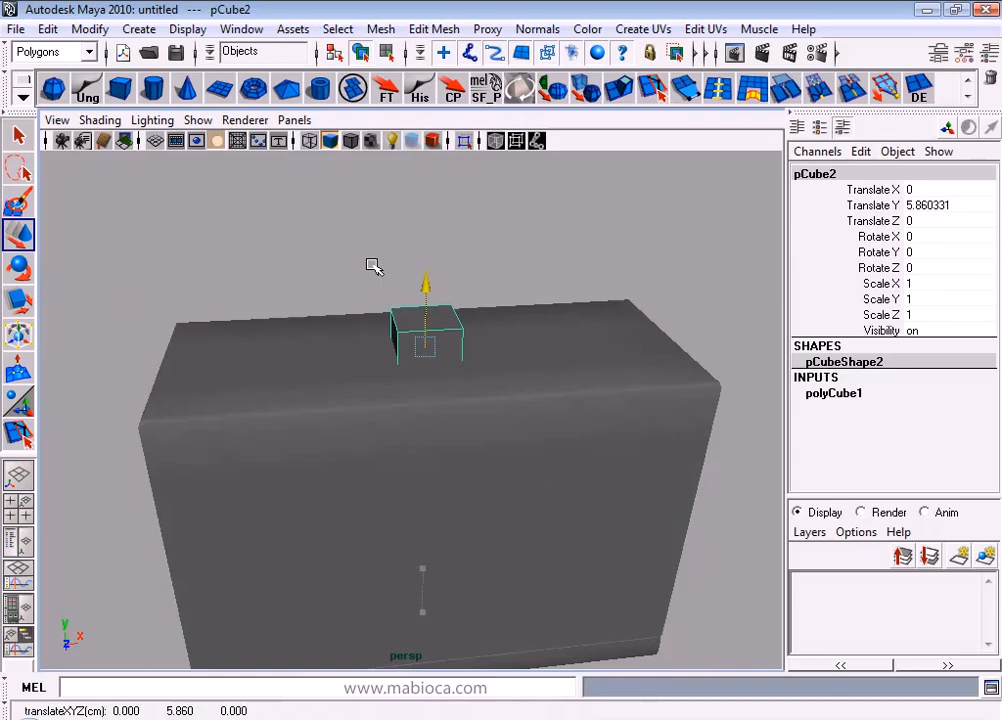 Autodesk Maya 2010: untitled --- pCube2
File Edit Modify Create Display Window Assets Select Mesh Edit Mesh Proxy Normals Color Create UVs Edit UVs Muscle Help
Polygons Objects
Ung FT His mel CP SF_P DE
View Shading Lighting Show Renderer Panels
Channels Edit Object Show
pCube2
Translate X 0
Translate Y 5.860331
Translate Z 0
Rotate X 0
Rotate Y 0
Rotate Z 0
Scale X 1
Scale Y 1
Scale Z 1
Visibility on
SHAPES
pCubeShape2
INPUTS
polyCube1
Display Render Anim
Layers Options Help
y
x
z
persp
<< >>
MEL www.mabioca.com
translateXYZ(cm): 0.000 5.860 0.000